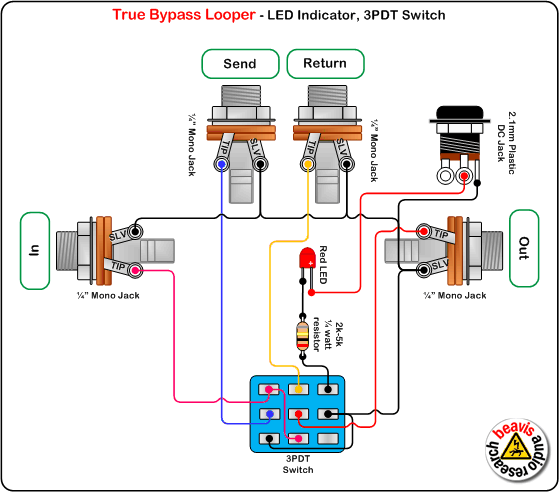 True Bypass Looper - LED Indicator, 3PDT Switch
Send
Return
¼" Mono Jack
TIP
SLV
TIP
SLV
¼" Mono Jack
2.1mm Plastic
DC Jack
In
SLV
TIP
¼" Mono Jack
Red LED
+
TIP
SLV
¼" Mono Jack
Out
2k-5k
¼ watt
resistor
3PDT
Switch
beavis
audio research